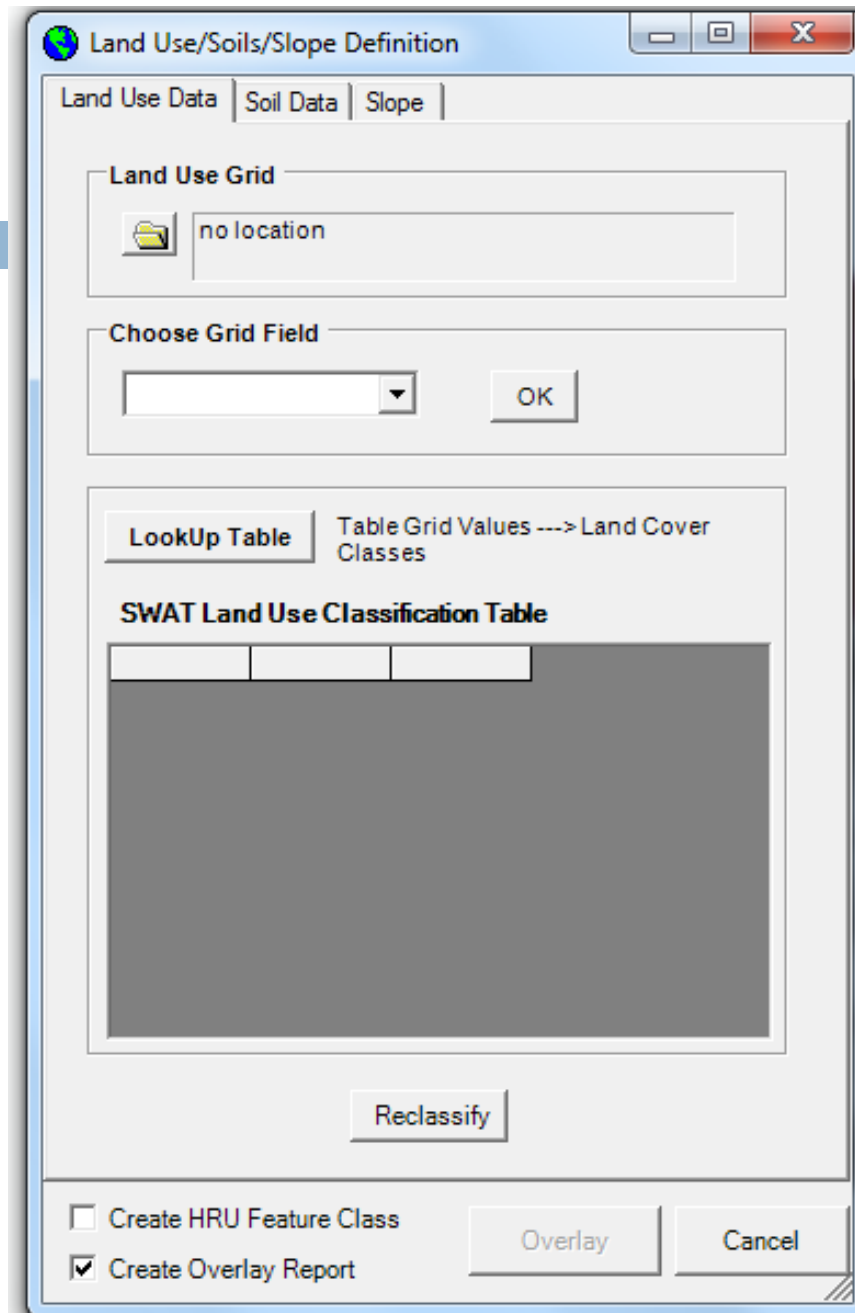 Land Use/Soils/Slope Definition
Land Use Data
Soil Data
Slope
Land Use Grid
no location
Choose Grid Field
OK
LookUp Table
Table Grid Values ---> Land Cover
Classes
SWAT Land Use Classification Table
Reclassify
Create HRU Feature Class
Create Overlay Report
Overlay
Cancel